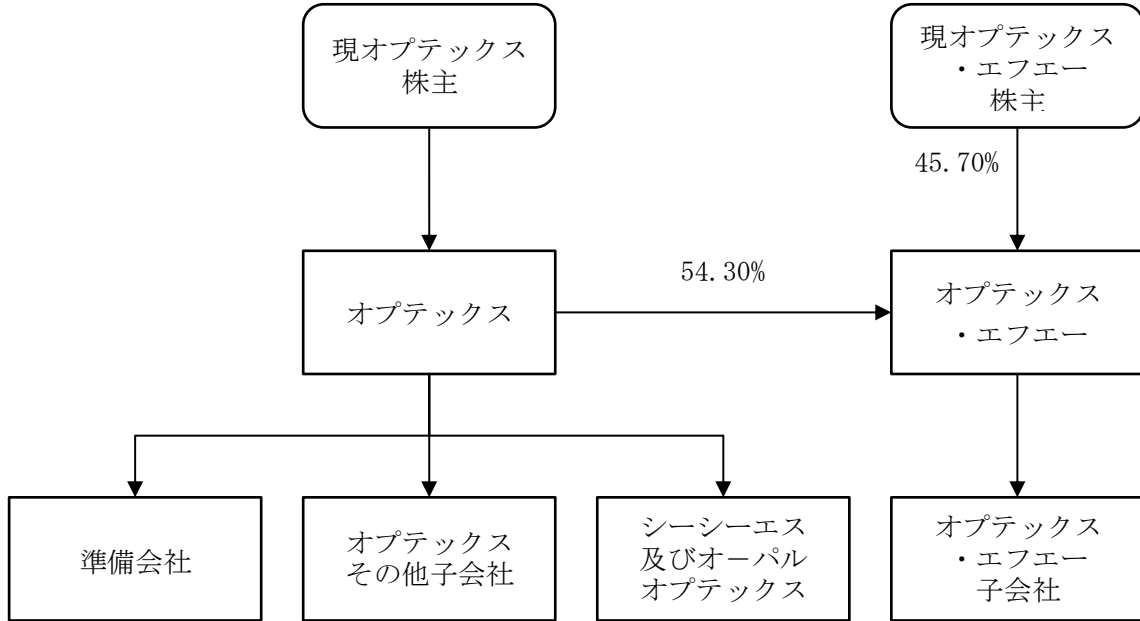 現オプテックス
株主
現オプテックス
・エフエー
株主
45.70%
オプテックス
54.30%
オプテックス
・エフエー
準備会社
オプテックス
その他子会社
シーシーエス
及びオーパル
オプテックス
オプテックス
・エフエー
子会社